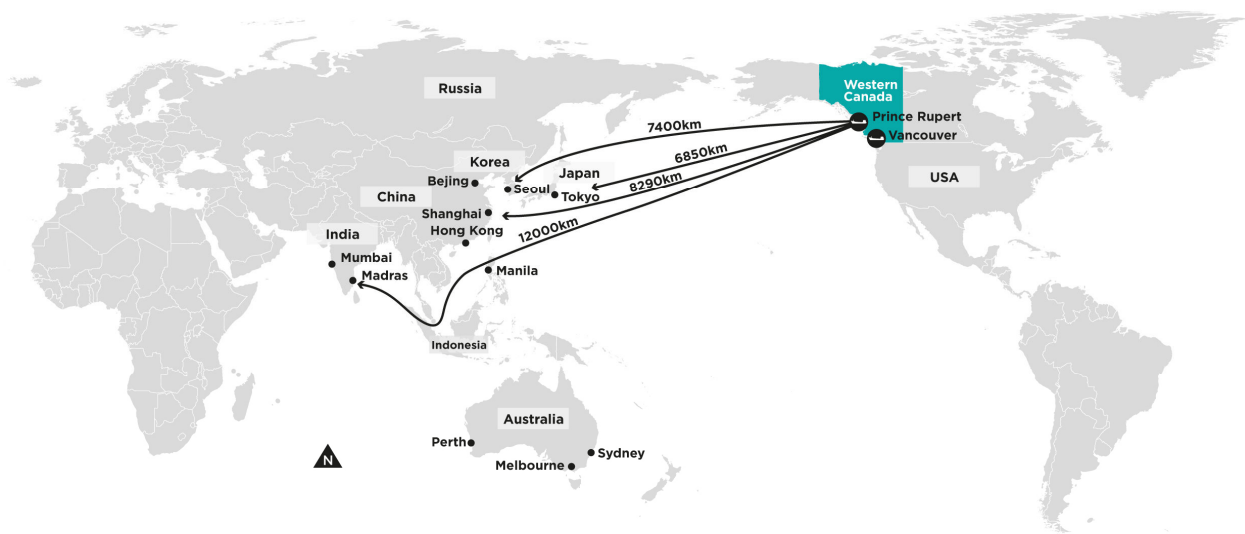 Russia
Western
Canada
Prince Rupert
7400km
Vancouver
6850km
Korea
Japan
Bejing
Seoul
8290km
USA
China
Tokyo
Shanghai
12000km
Hong Kong
India
Mumbai
Manila
Madras
Indonesia
Australia
Perth
Sydney
Melbourne
N